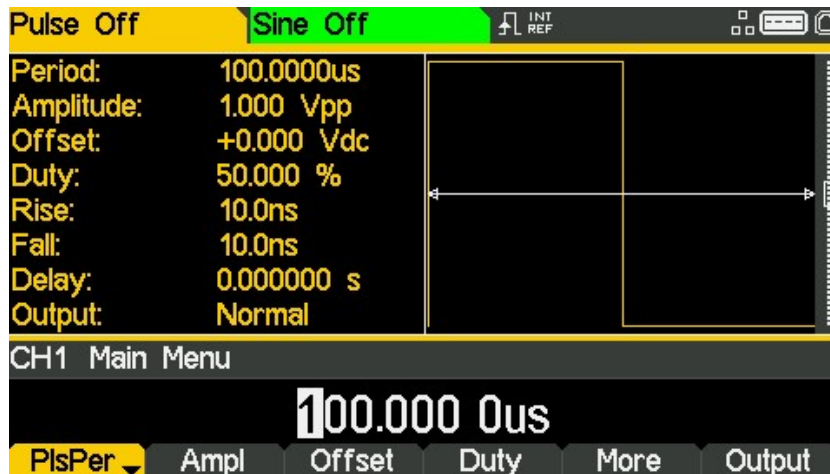 Pulse Off Sine Off INT REF
Period: 100.0000us
Amplitude: 1.000 Vpp
Offset: +0.000 Vdc
Duty: 50.000 %
Rise: 10.0ns
Fall: 10.0ns
Delay: 0.000000 s
Output: Normal
CH1 Main Menu
100.000 0us
PlsPer Ampl Offset Duty More Output